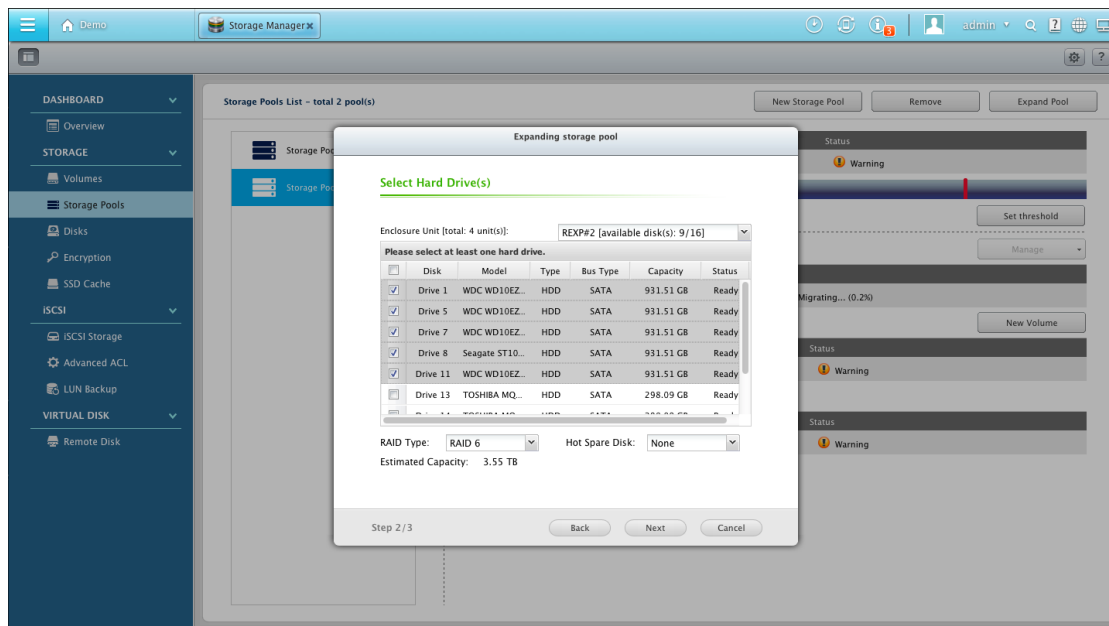 Demo
Storage Manager x
3
admin
?
?
DASHBOARD
Overview
STORAGE
Volumes
Storage Pools
Disks
Encryption
SSD Cache
iSCSI
iSCSI Storage
Advanced ACL
LUN Backup
VIRTUAL DISK
Remote Disk
Storage Pools List - total 2 pool(s)
New Storage Pool Remove Expand Pool
Storage
Storage
Status
Warning
Set threshold
Manage
Migrating... (0.2%)
New Volume
Status
Warning
Status
Warning
Expanding storage pool
Select Hard Drive(s)
Enclosure Unit [total: 4 unit(s)]: REXP#2 [available disk(s): 9/16]
Please select at least one hard drive.
Disk Model Type Bus Type Capacity Status
Drive 1 WDC WD10EZ... HDD SATA 931.51 GB Ready
Drive 5 WDC WD10EZ... HDD SATA 931.51 GB Ready
Drive 7 WDC WD10EZ... HDD SATA 931.51 GB Ready
Drive 8 Seagate ST10... HDD SATA 931.51 GB Ready
Drive 11 WDC WD10EZ... HDD SATA 931.51 GB Ready
Drive 13 TOSHIBA MQ... HDD SATA 298.09 GB Ready
RAID Type: RAID 6 Hot Spare Disk: None
Estimated Capacity: 3.55 TB
Step 2/3 Back Next Cancel